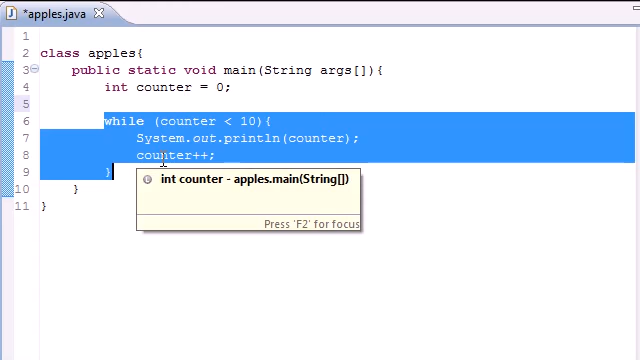 *apples.java
1
2 class apples{
3 public static void main(String args[]){
4 int counter = 0;
5
6 while (counter < 10){
7 System.out.println(counter);
8 counter++;
9 }
10 }
11 }
int counter - apples.main(String[])
Press 'F2' for focus